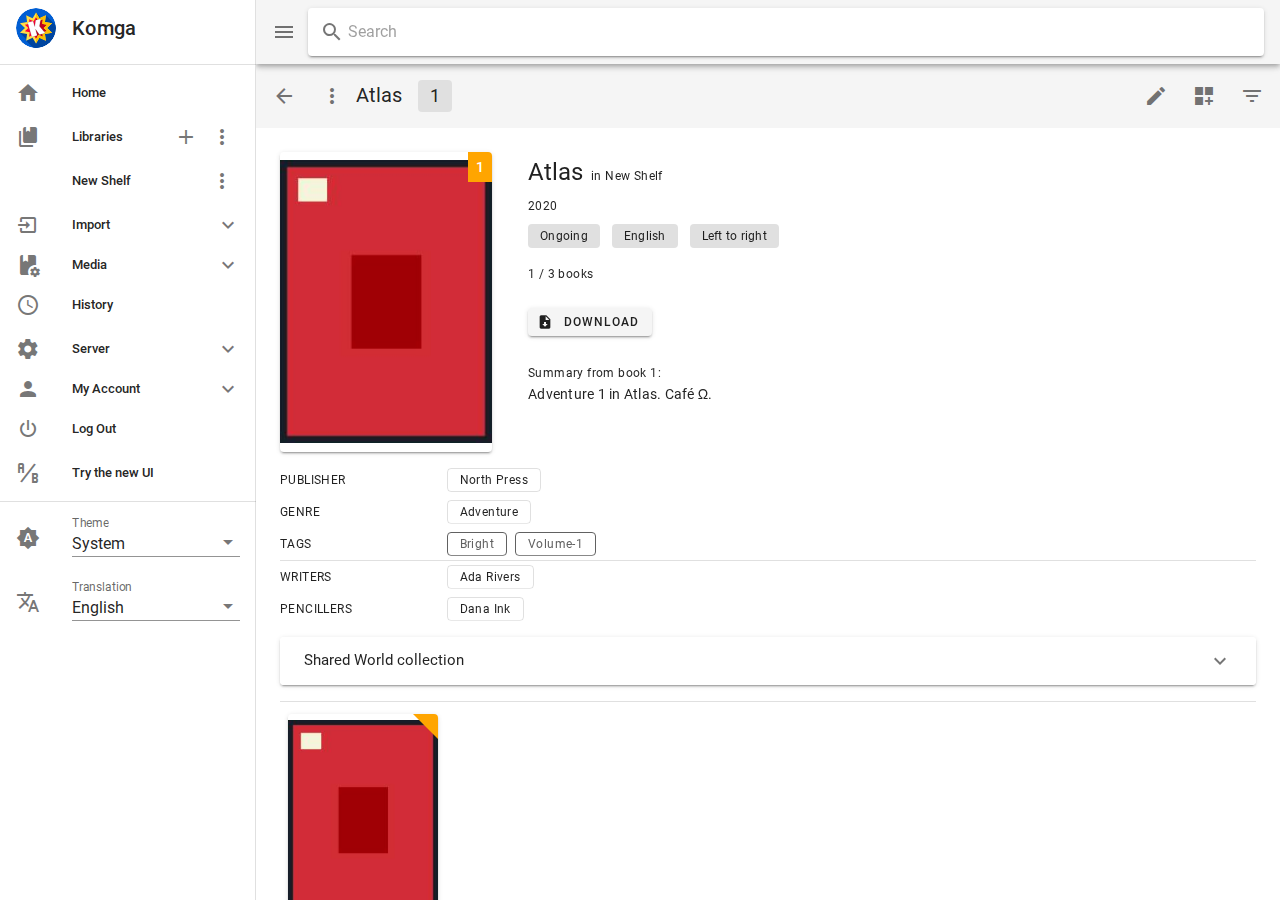 Komga
Search
Home
Libraries
New Shelf
Import
Media
History
Server
My Account
Log Out
Try the new UI
Theme
System
Translation
English
Atlas 1
1
Atlas in New Shelf
2020
Ongoing English Left to right
1 / 3 books
DOWNLOAD
Summary from book 1:
Adventure 1 in Atlas. Café Ω.
PUBLISHER North Press
GENRE Adventure
TAGS Bright Volume-1
WRITERS Ada Rivers
PENCILLERS Dana Ink
Shared World collection